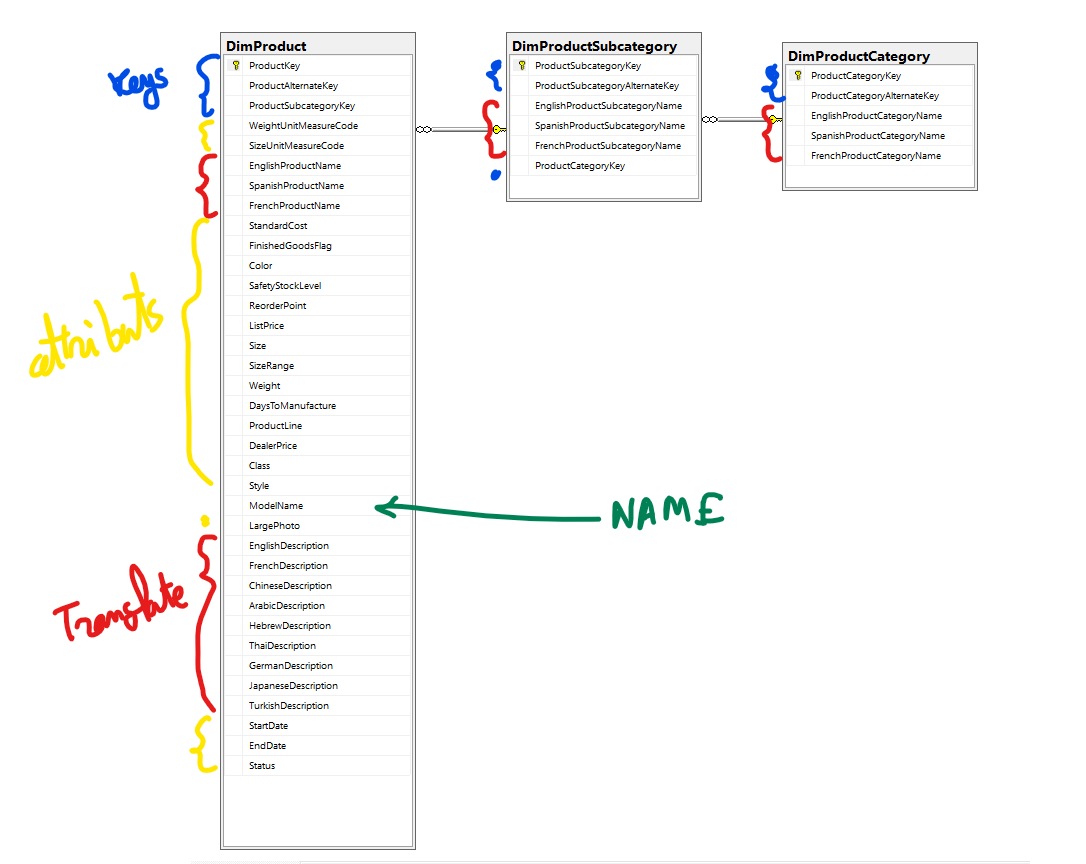 Keys
DimProduct
ProductKey
ProductAlternateKey
ProductSubcategoryKey
WeightUnitMeasureCode
SizeUnitMeasureCode
EnglishProductName
SpanishProductName
FrenchProductName
StandardCost
FinishedGoodsFlag
Color
SafetyStockLevel
ReorderPoint
ListPrice
Size
SizeRange
Weight
DaysToManufacture
ProductLine
DealerPrice
Class
Style
ModelName
LargePhoto
EnglishDescription
FrenchDescription
ChineseDescription
ArabicDescription
HebrewDescription
ThaiDescription
GermanDescription
JapaneseDescription
TurkishDescription
StartDate
EndDate
Status
Translate
NAME
DimProductSubcategory
ProductSubcategoryKey
ProductSubcategoryAlternateKey
EnglishProductSubcategoryName
SpanishProductSubcategoryName
FrenchProductSubcategoryName
ProductCategoryKey
DimProductCategory
ProductCategoryKey
ProductCategoryAlternateKey
EnglishProductCategoryName
SpanishProductCategoryName
FrenchProductCategoryName